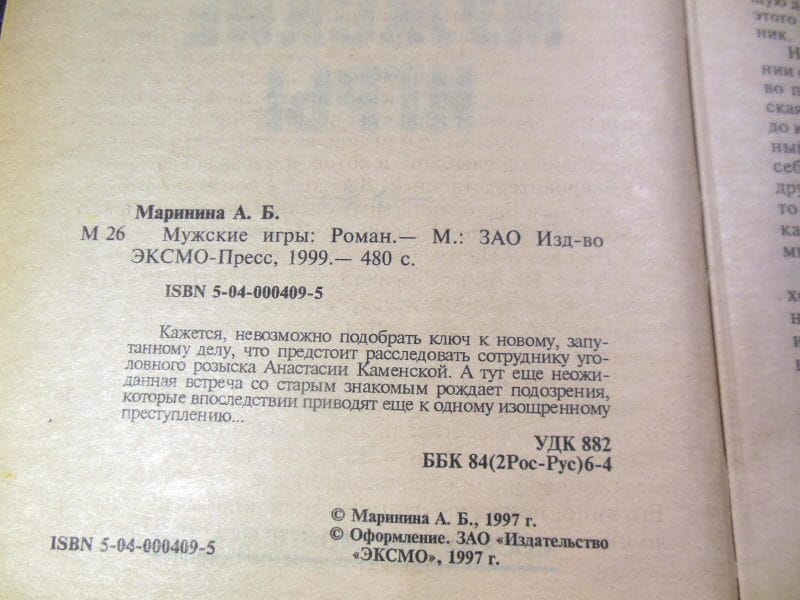 Маринина А. Б.
М 26 Мужские игры: Роман.— М.: ЗАО Изд-во
ЭКСМО-Пресс, 1999.— 480 с.
ISBN 5-04-000409-5
Кажется, невозможно подобрать ключ к новому, запу-
танному делу, что предстоит расследовать сотруднику уго-
ловного розыска Анастасии Каменской. А тут еще неожи-
данная встреча со старым знакомым рождает подозрения,
которые впоследствии приводят еще к одному изощренному
преступлению...
УДК 882
ББК 84(2Рос-Рус)6-4
© Маринина А. Б., 1997 г.
© Оформление. ЗАО «Издательство
«ЭКСМО», 1997 г.
ISBN 5-04-000409-5
этого
ник.